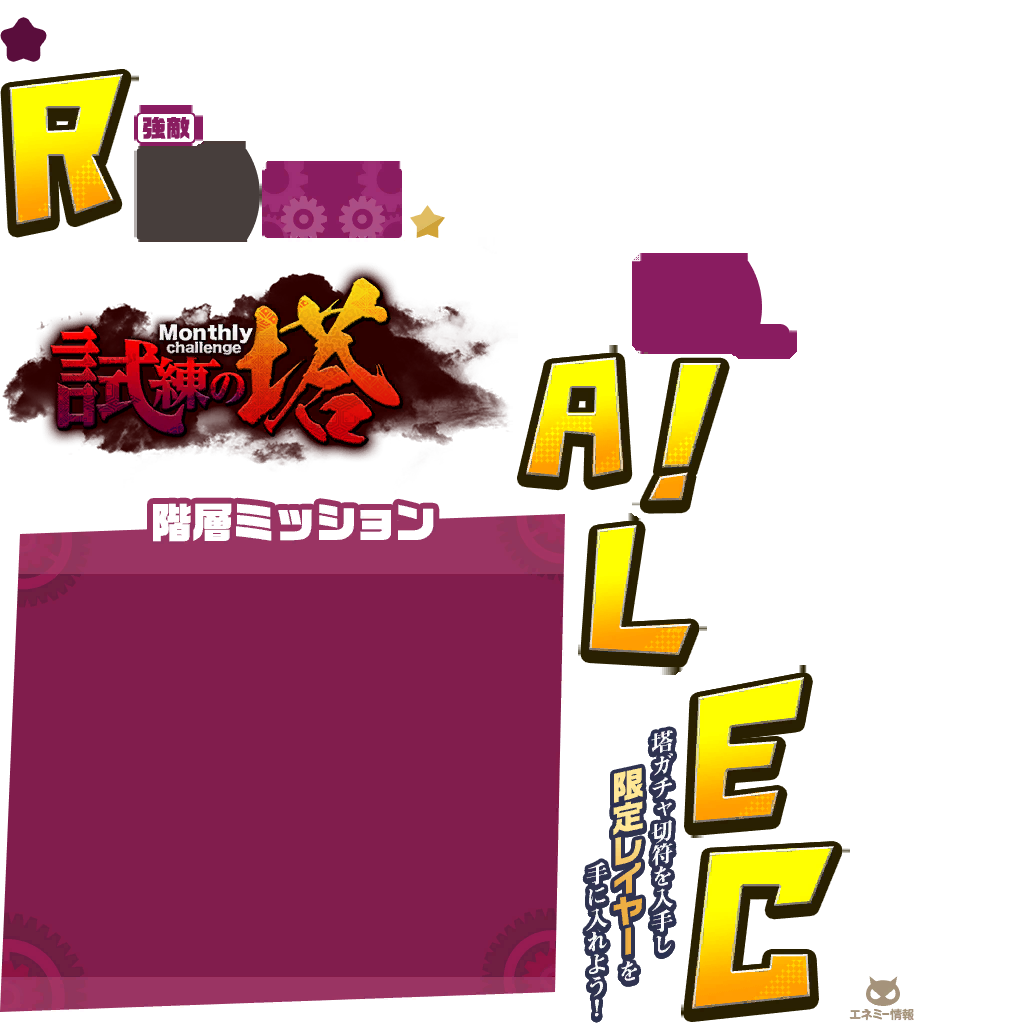 R
強敵
Monthly
challenge
試練の塔
A!
階層ミッション
L
E
塔ガチャ切符を入手し
限定レイヤーを
手に入れよう!
C
エネミー情報